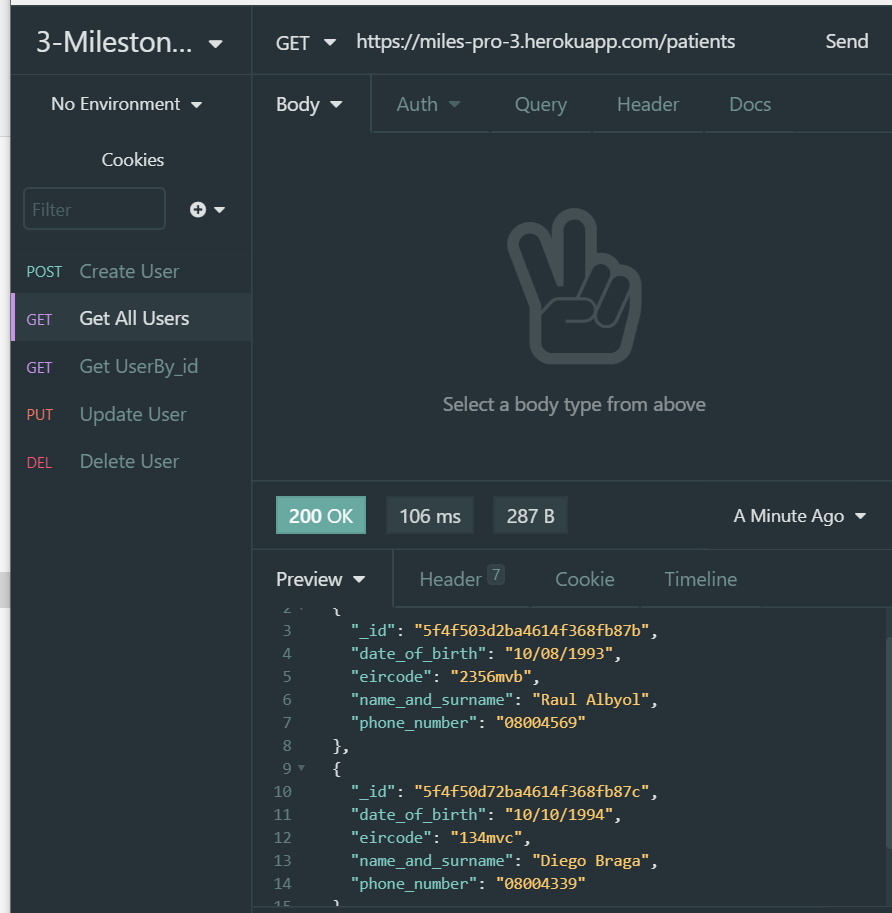 3-Mileston...
GET https://miles-pro-3.herokuapp.com/patients Send
No Environment
Body Auth Query Header Docs
Cookies
Filter
POST Create User
GET Get All Users
GET Get UserBy_id
PUT Update User
DEL Delete User
Select a body type from above
200 OK 106 ms 287 B A Minute Ago
Preview Header 7 Cookie Timeline
2 {
3 "_id": "5f4f503d2ba4614f368fb87b",
4 "date_of_birth": "10/08/1993",
5 "eircode": "2356mvb",
6 "name_and_surname": "Raul Albyol",
7 "phone_number": "08004569"
8 },
9 {
10 "_id": "5f4f50d72ba4614f368fb87c",
11 "date_of_birth": "10/10/1994",
12 "eircode": "134mvc",
13 "name_and_surname": "Diego Braga",
14 "phone_number": "08004339"
15 }